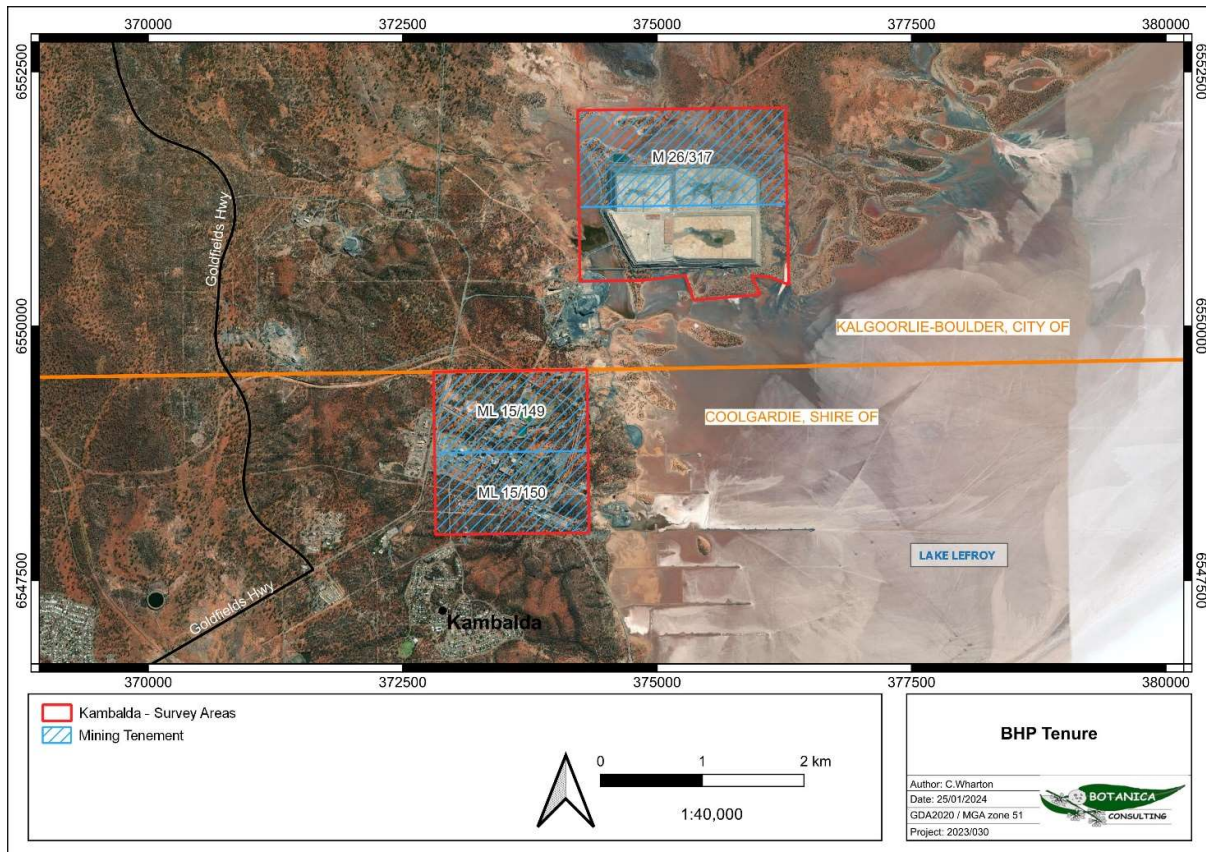 370000
372500
375000
377500
380000
6552500
6552500
M 26/317
Goldfields Hwy
6550000
KALGOORLIE-BOULDER, CITY OF
6550000
ML 15/149
COOLGARDIE, SHIRE OF
ML 15/150
LAKE LEFROY
6547500
6547500
Goldfields Hwy
Kambalda
370000
372500
375000
377500
380000
Kambalda - Survey Areas
Mining Tenement
0
1
2 km
1:40,000
BHP Tenure
Author: C.Wharton
Date: 25/01/2024
GDA2020 / MGA zone 51
Project: 2023/030
BOTANICA
CONSULTING